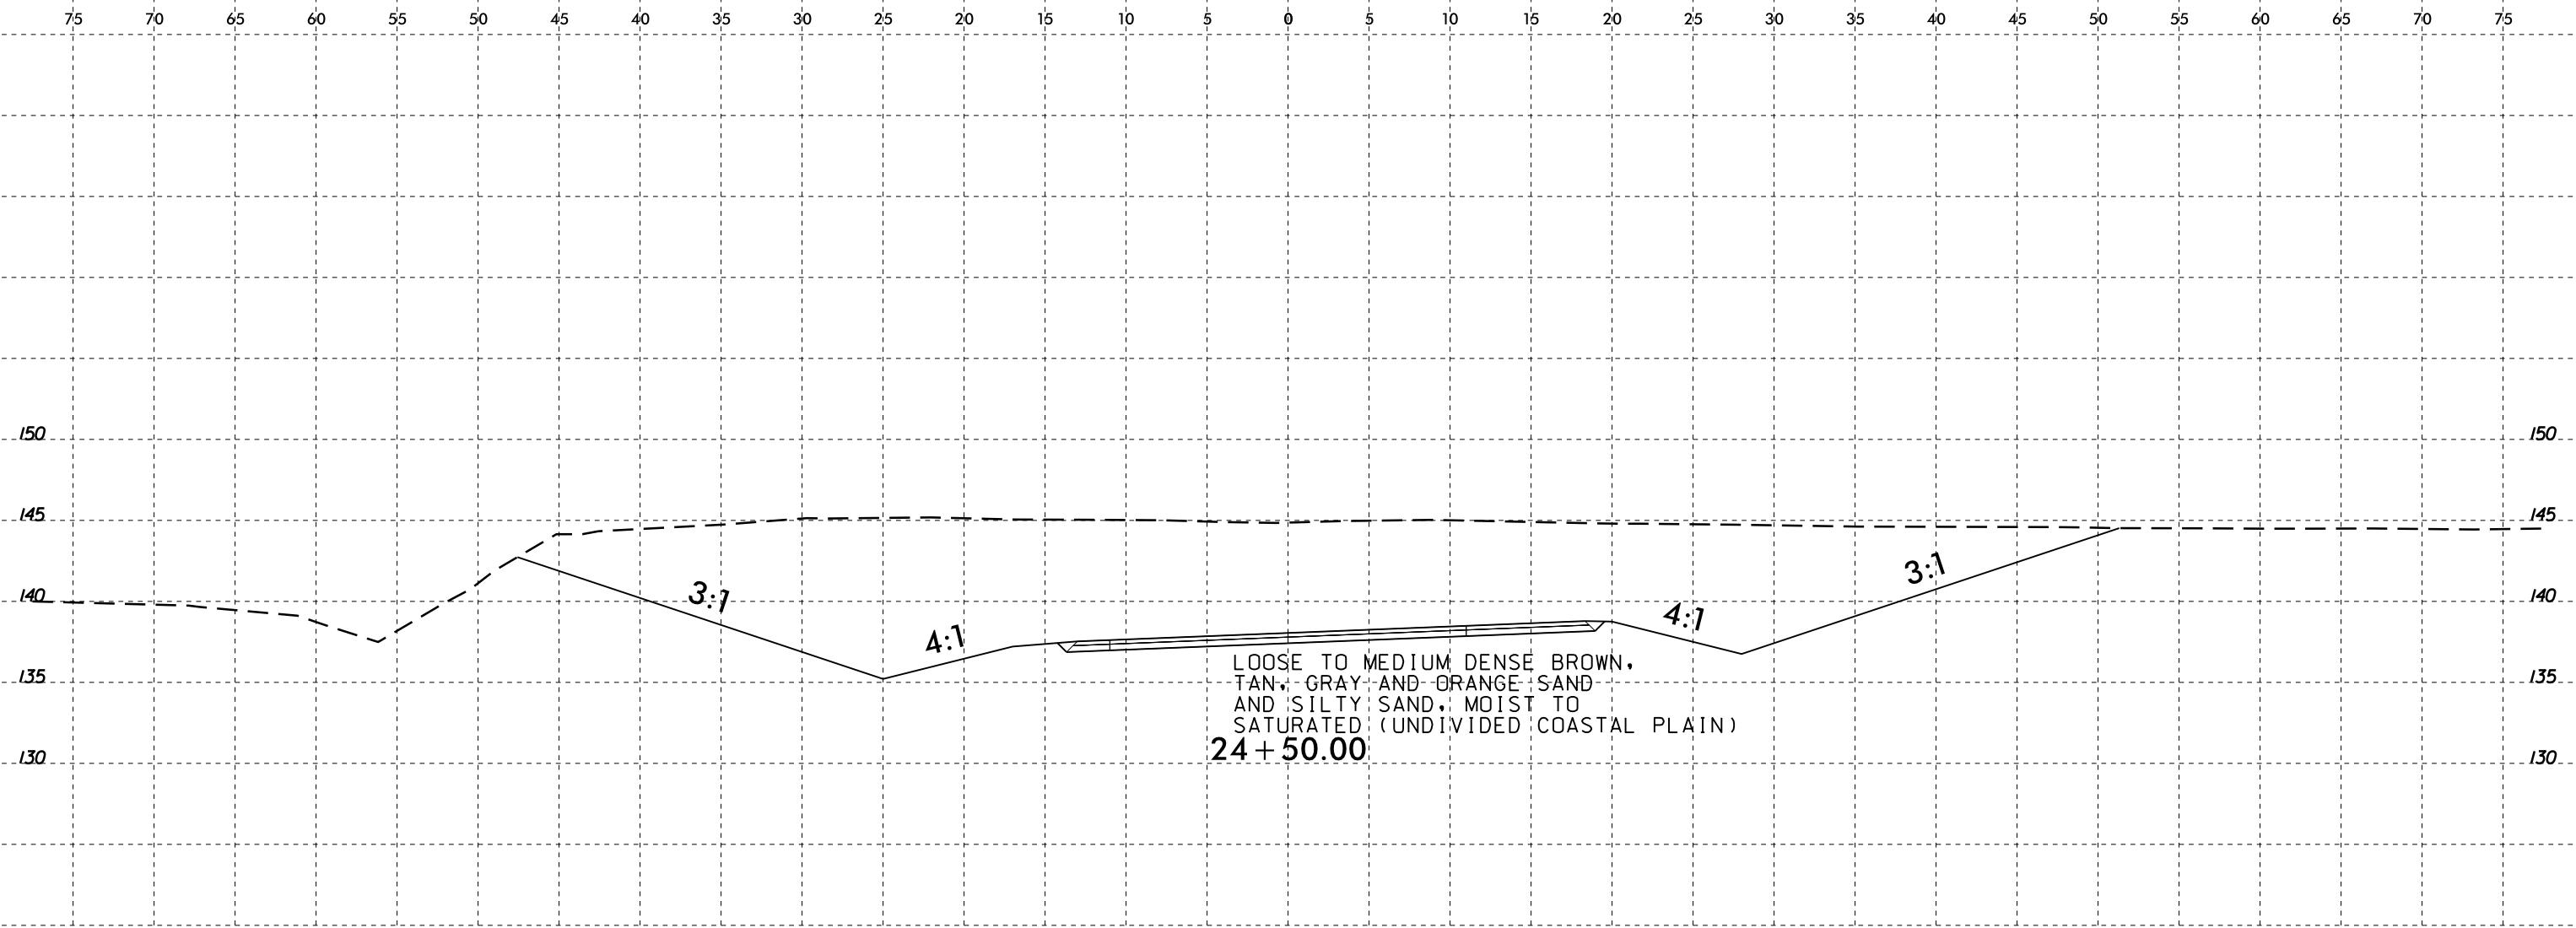 75 70 65 60 55 50 45 40 35 30 25 20 15 10 5 0 5 10 15 20 25 30 35 40 45 50 55 60 65 70 75
150 150
145 145
3:1
140 3:1 4:1 140
4:1
LOOSE TO MEDIUM DENSE BROWN,
135 TAN, GRAY AND ORANGE SAND 135
AND SILTY SAND, MOIST TO
SATURATED (UNDIVIDED COASTAL PLAIN)
130 24+50.00 130